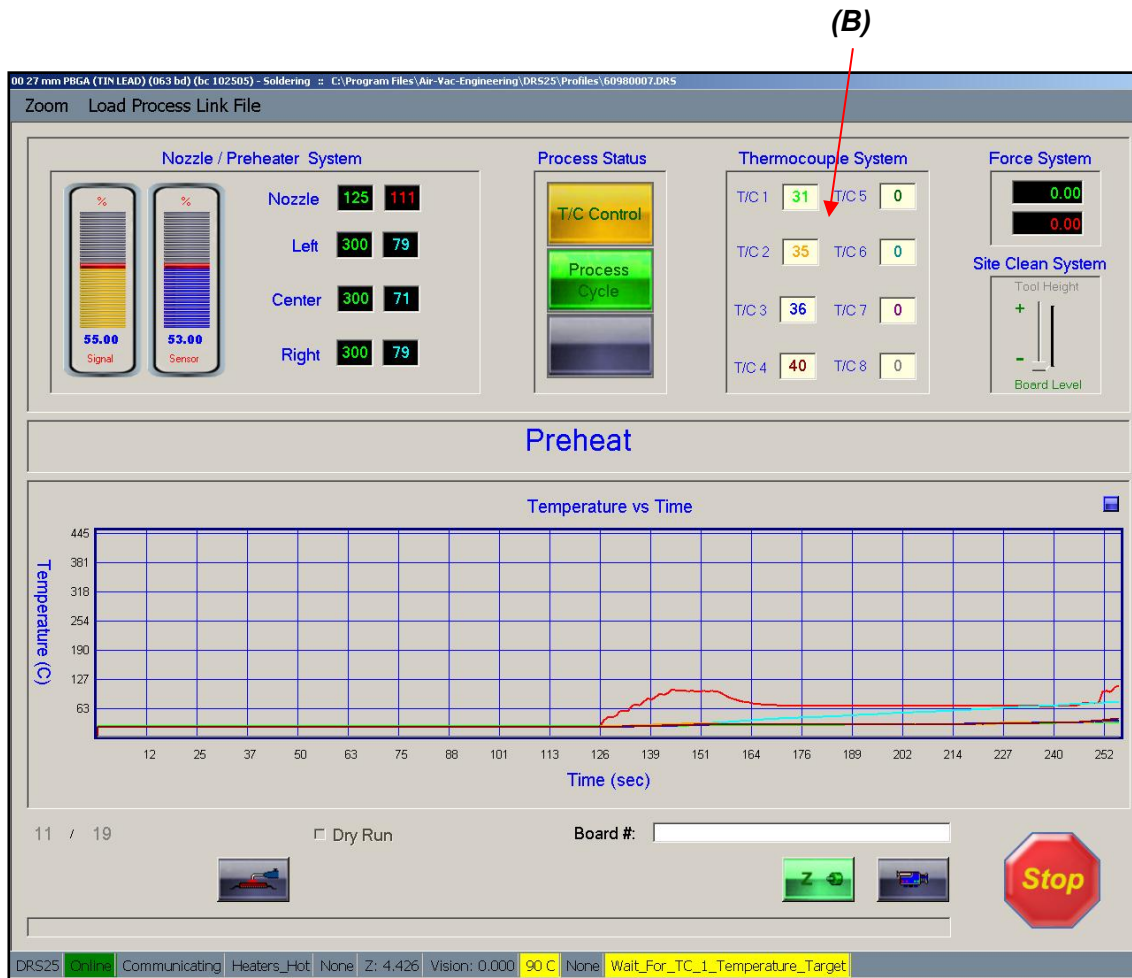 (B)
00 27 mm PBGA (TIN LEAD) (063 bd) (bc 102505) - Soldering :: C:\Program Files\Air-Vac-Engineering\DRS25\Profiles\60980007.DRS
Zoom Load Process Link File
Nozzle / Preheater System
%
%
55.00
Signal
53.00
Sensor
Nozzle 125 111
Left 300 79
Center 300 71
Right 300 79
Process Status
T/C Control
Process
Cycle
Thermocouple System
T/C 1 31 T/C 5 0
T/C 2 35 T/C 6 0
T/C 3 36 T/C 7 0
T/C 4 40 T/C 8 0
Force System
0.00
0.00
Site Clean System
Tool Height
+
-
Board Level
Preheat
Temperature vs Time
Temperature (C)
445
381
318
254
190
127
63
12 25 37 50 63 75 88 101 113 126 139 151 164 176 189 202 214 227 240 252
Time (sec)
11 / 19
Dry Run
Board #:
Z
Stop
DRS25 Online Communicating Heaters_Hot None Z: 4.426 Vision: 0.000 90 C None Wait_For_TC_1_Temperature_Target